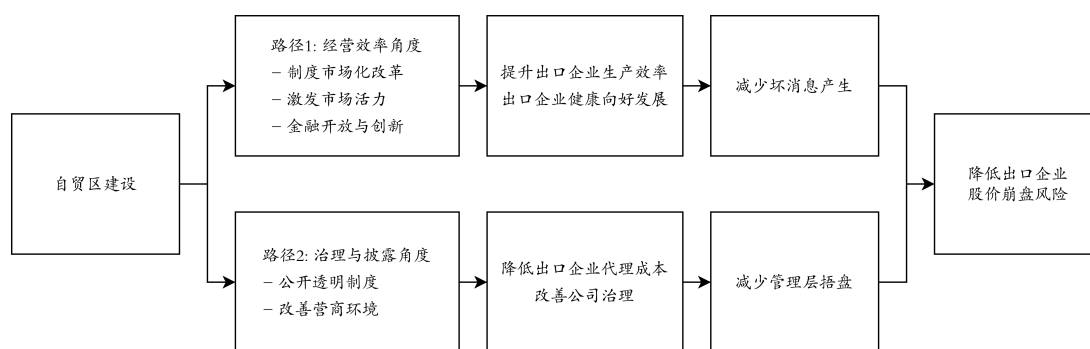 自贸区建设
路径1: 经营效率角度
– 制度市场化改革
– 激发市场活力
– 金融开放与创新
提升出口企业生产效率
出口企业健康向好发展
减少坏消息产生
路径2: 治理与披露角度
– 公开透明制度
– 改善营商环境
降低出口企业代理成本
改善公司治理
减少管理层捂盘
降低出口企业
股价崩盘风险